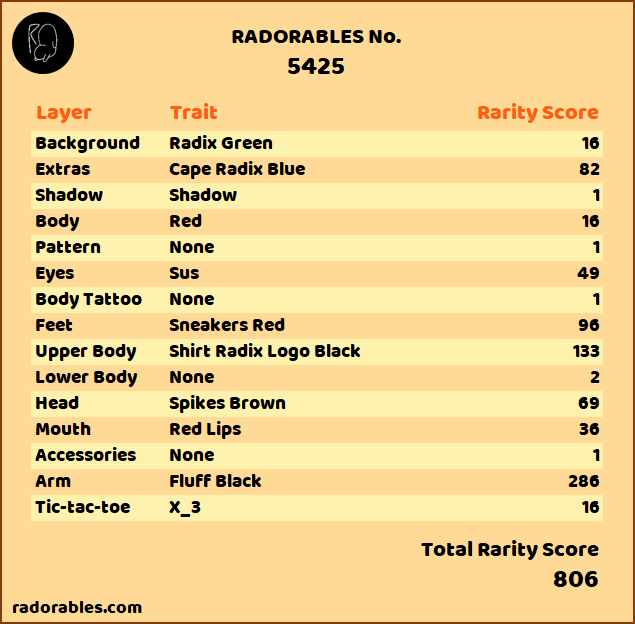 RADORABLES No.
5425
Layer Trait Rarity Score
Background Radix Green 16
Extras Cape Radix Blue 82
Shadow Shadow 1
Body Red 16
Pattern None 1
Eyes Sus 49
Body Tattoo None 1
Feet Sneakers Red 96
Upper Body Shirt Radix Logo Black 133
Lower Body None 2
Head Spikes Brown 69
Mouth Red Lips 36
Accessories None 1
Arm Fluff Black 286
Tic-tac-toe X_3 16
Total Rarity Score
806
radorables.com